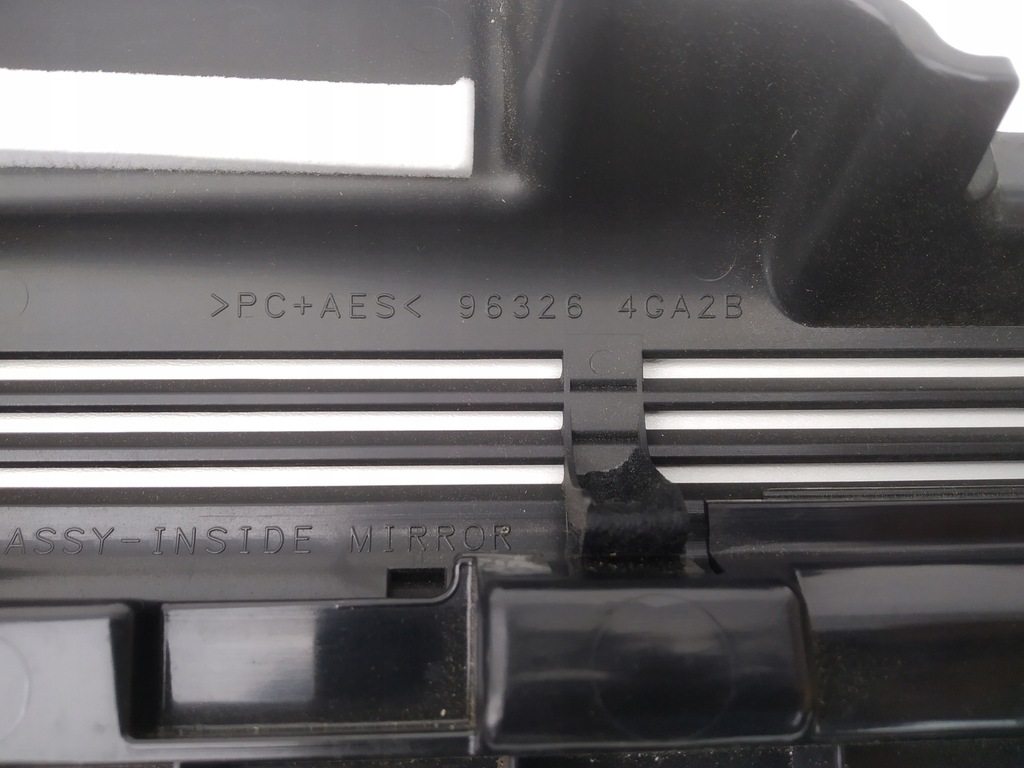 >PC+AES< 96326 4GA2B
ASSY-INSIDE MIRROR